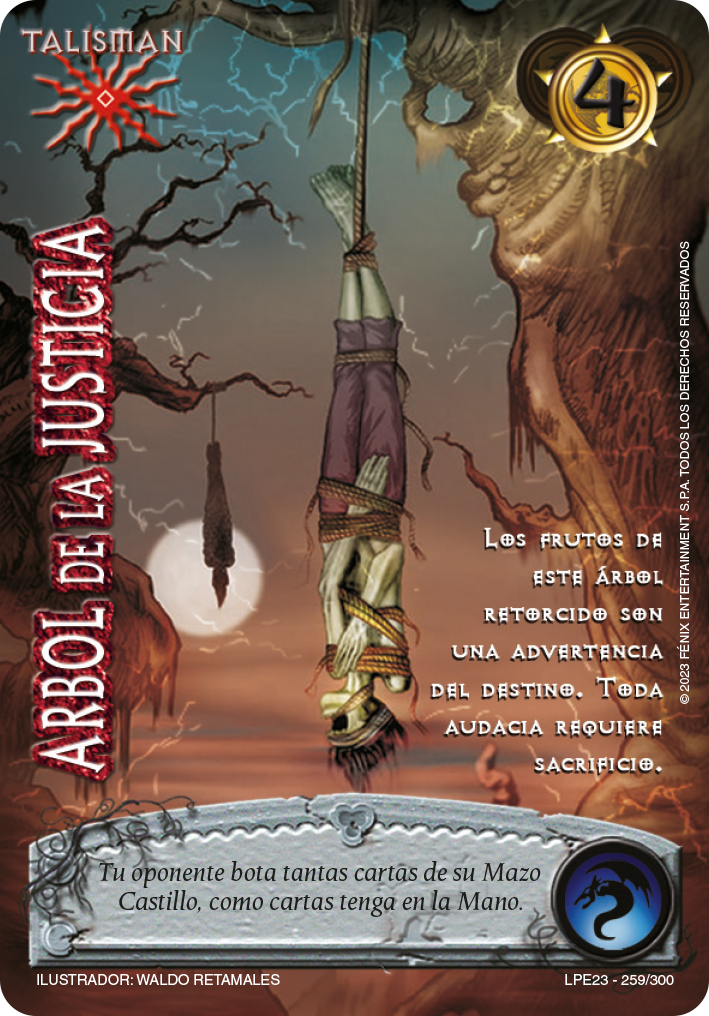 TALISMAN
4
ARBOL DE LA JUSTICIA
Los frutos de
este árbol
retorcido son
una advertencia
del destino. Toda
audacia requiere
sacrificio.
© 2023 FÉNIX ENTERTAINMENT S.P.A. TODOS LOS DERECHOS RESERVADOS
Tu oponente bota tantas cartas de su Mazo
Castillo, como cartas tenga en la Mano.
ILUSTRADOR: WALDO RETAMALES
LPE23 - 259/300